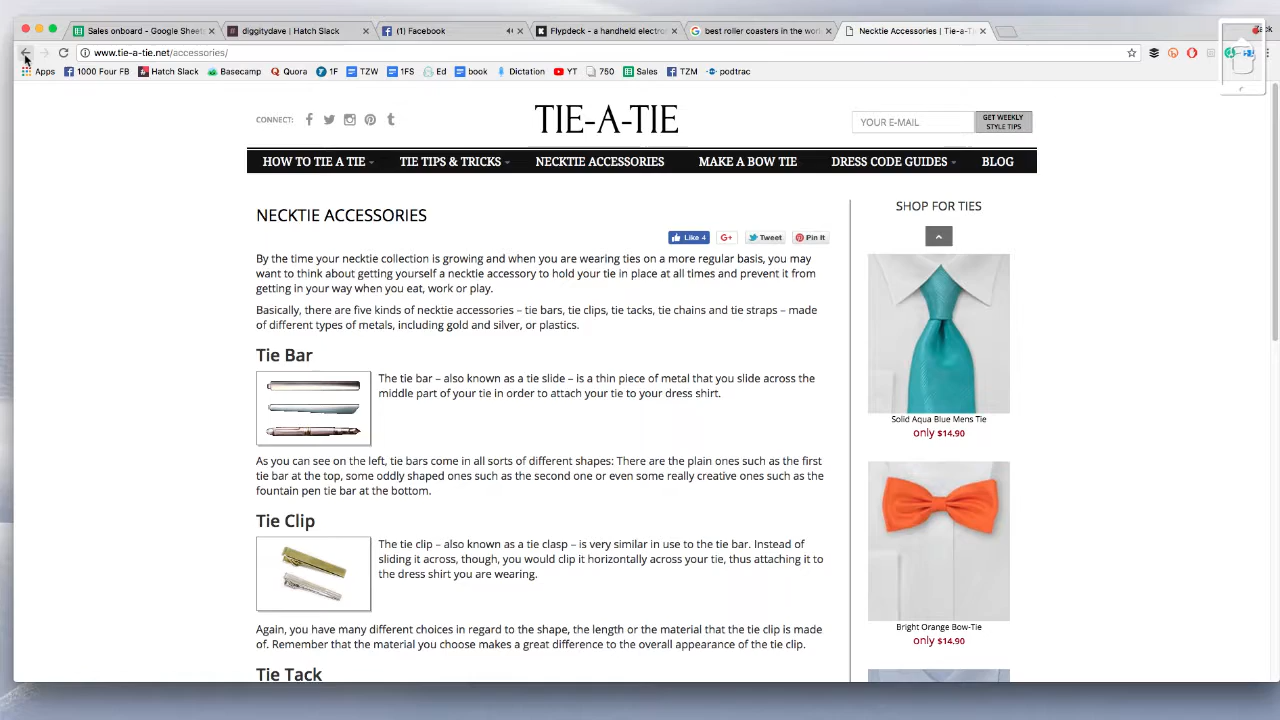 Sales onboard - Google Sheet
diggitydave | Hatch Slack
(1) Facebook
Flypdeck - a handheld electro
best roller coasters in the wor
Necktie Accessories | Tie-a-Ti
www.tie-a-tie.net/accessories/
Apps 1000 Four FB Hatch Slack Basecamp Quora 1F TZW 1FS Ed book Dictation YT 750 Sales TZM podtrac
CONNECT:
TIE-A-TIE
YOUR E-MAIL
GET WEEKLY
STYLE TIPS
HOW TO TIE A TIE TIE TIPS & TRICKS NECKTIE ACCESSORIES MAKE A BOW TIE DRESS CODE GUIDES BLOG
NECKTIE ACCESSORIES
Like 4 G+ Tweet Pin It
By the time your necktie collection is growing and when you are wearing ties on a more regular basis, you may
want to think about getting yourself a necktie accessory to hold your tie in place at all times and prevent it from
getting in your way when you eat, work or play.
Basically, there are five kinds of necktie accessories – tie bars, tie clips, tie tacks, tie chains and tie straps – made
of different types of metals, including gold and silver, or plastics.
Tie Bar
The tie bar – also known as a tie slide – is a thin piece of metal that you slide across the
middle part of your tie in order to attach your tie to your dress shirt.
As you can see on the left, tie bars come in all sorts of different shapes: There are the plain ones such as the first
tie bar at the top, some oddly shaped ones such as the second one or even some really creative ones such as the
fountain pen tie bar at the bottom.
Tie Clip
The tie clip – also known as a tie clasp – is very similar in use to the tie bar. Instead of
sliding it across, though, you would clip it horizontally across your tie, thus attaching it to
the dress shirt you are wearing.
Again, you have many different choices in regard to the shape, the length or the material that the tie clip is made
of. Remember that the material you choose makes a great difference to the overall appearance of the tie clip.
Tie Tack
SHOP FOR TIES
Solid Aqua Blue Mens Tie
only $14.90
Bright Orange Bow-Tie
only $14.90